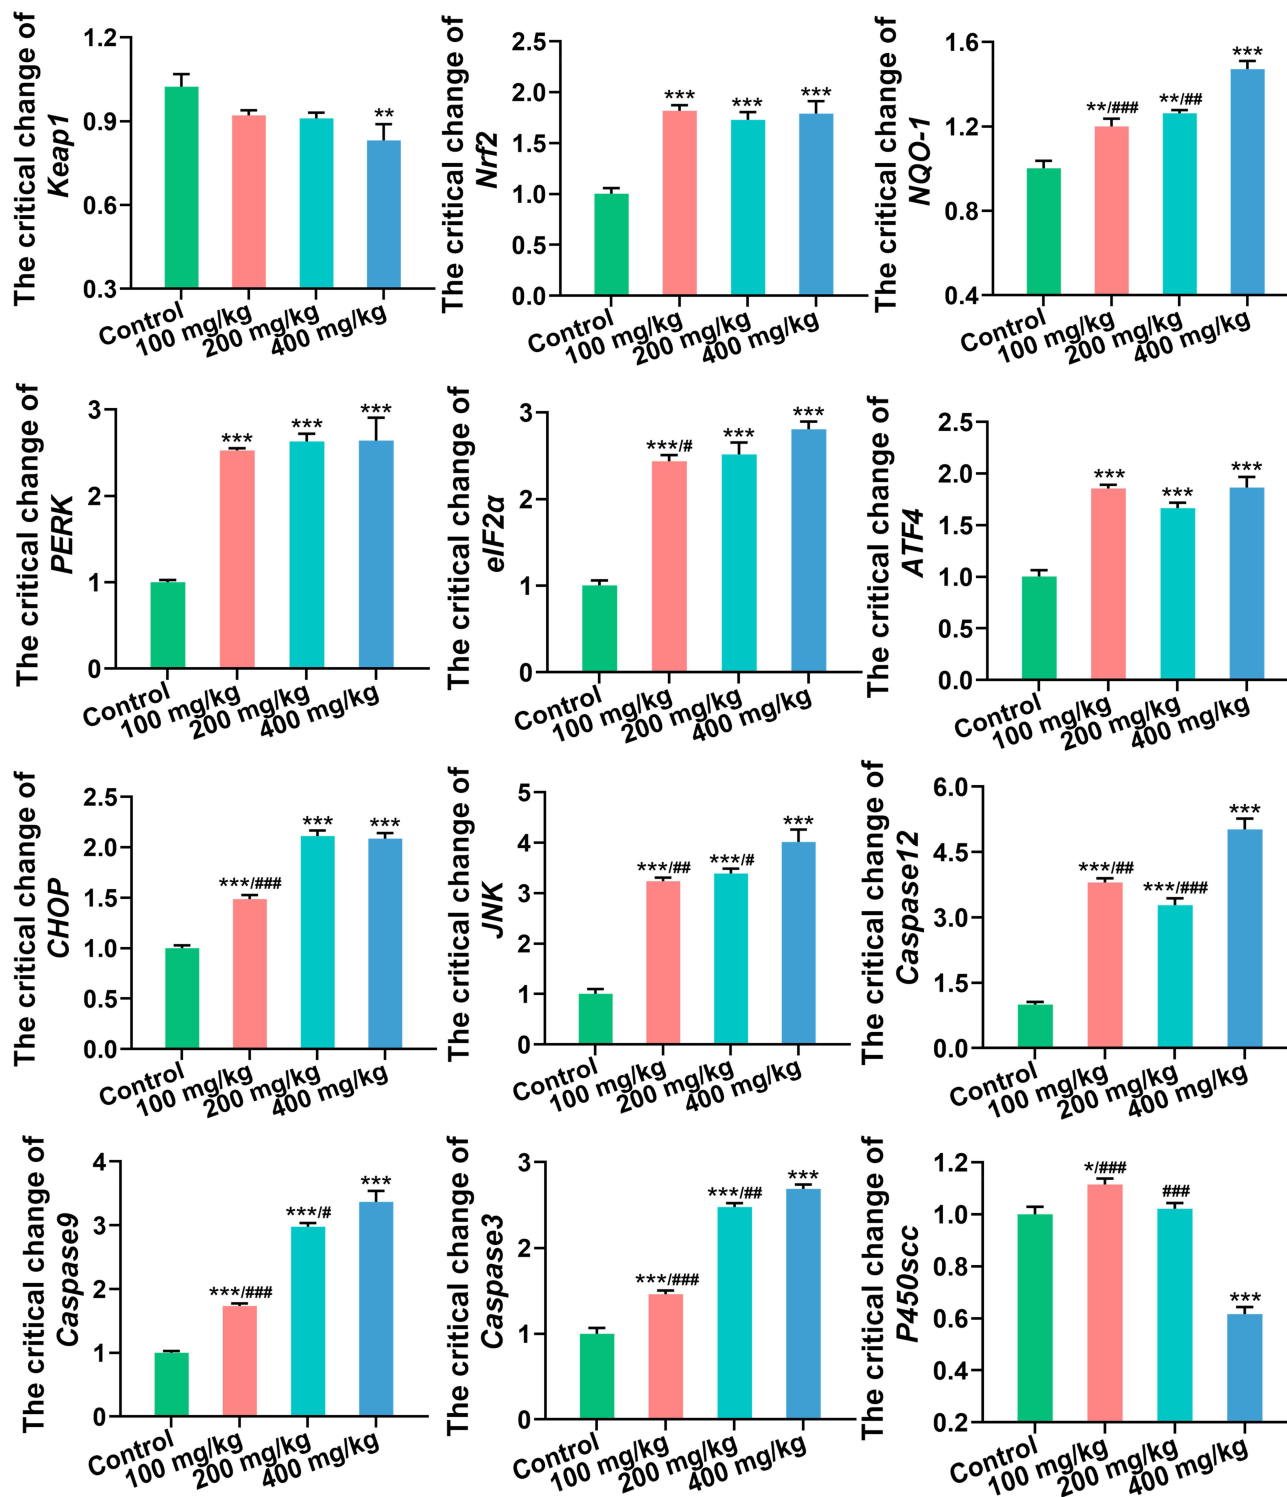 The critical change of
Keap1
1.2
0.9
0.6
0.3
**
Control
100 mg/kg
200 mg/kg
400 mg/kg
The critical change of
Nrf2
2.5
2.0
1.5
1.0
0.5
0.0
***
***
***
Control
100 mg/kg
200 mg/kg
400 mg/kg
The critical change of
NQO-1
1.6
1.2
0.8
0.4
**/###
**/##
***
Control
100 mg/kg
200 mg/kg
400 mg/kg
The critical change of
PERK
3
2
1
0
***
***
***
Control
100 mg/kg
200 mg/kg
400 mg/kg
The critical change of
eIF2α
3
2
1
0
***/#
***
***
Control
100 mg/kg
200 mg/kg
400 mg/kg
The critical change of
ATF4
2.5
2.0
1.5
1.0
0.5
0.0
***
***
***
Control
100 mg/kg
200 mg/kg
400 mg/kg
The critical change of
CHOP
2.5
2.0
1.5
1.0
0.5
0.0
***/###
***
***
Control
100 mg/kg
200 mg/kg
400 mg/kg
The critical change of
JNK
5
4
3
2
1
0
***/##
***/#
***
Control
100 mg/kg
200 mg/kg
400 mg/kg
The critical change of
Caspase12
6.0
4.5
3.0
1.5
0.0
***/##
***/###
***
Control
100 mg/kg
200 mg/kg
400 mg/kg
The critical change of
Caspase9
4
3
2
1
0
***/###
***/#
***
Control
100 mg/kg
200 mg/kg
400 mg/kg
The critical change of
Caspase3
3
2
1
0
***/###
***/##
***
Control
100 mg/kg
200 mg/kg
400 mg/kg
The critical change of
P450scc
1.2
1.0
0.8
0.6
0.4
0.2
*/###
###
***
Control
100 mg/kg
200 mg/kg
400 mg/kg